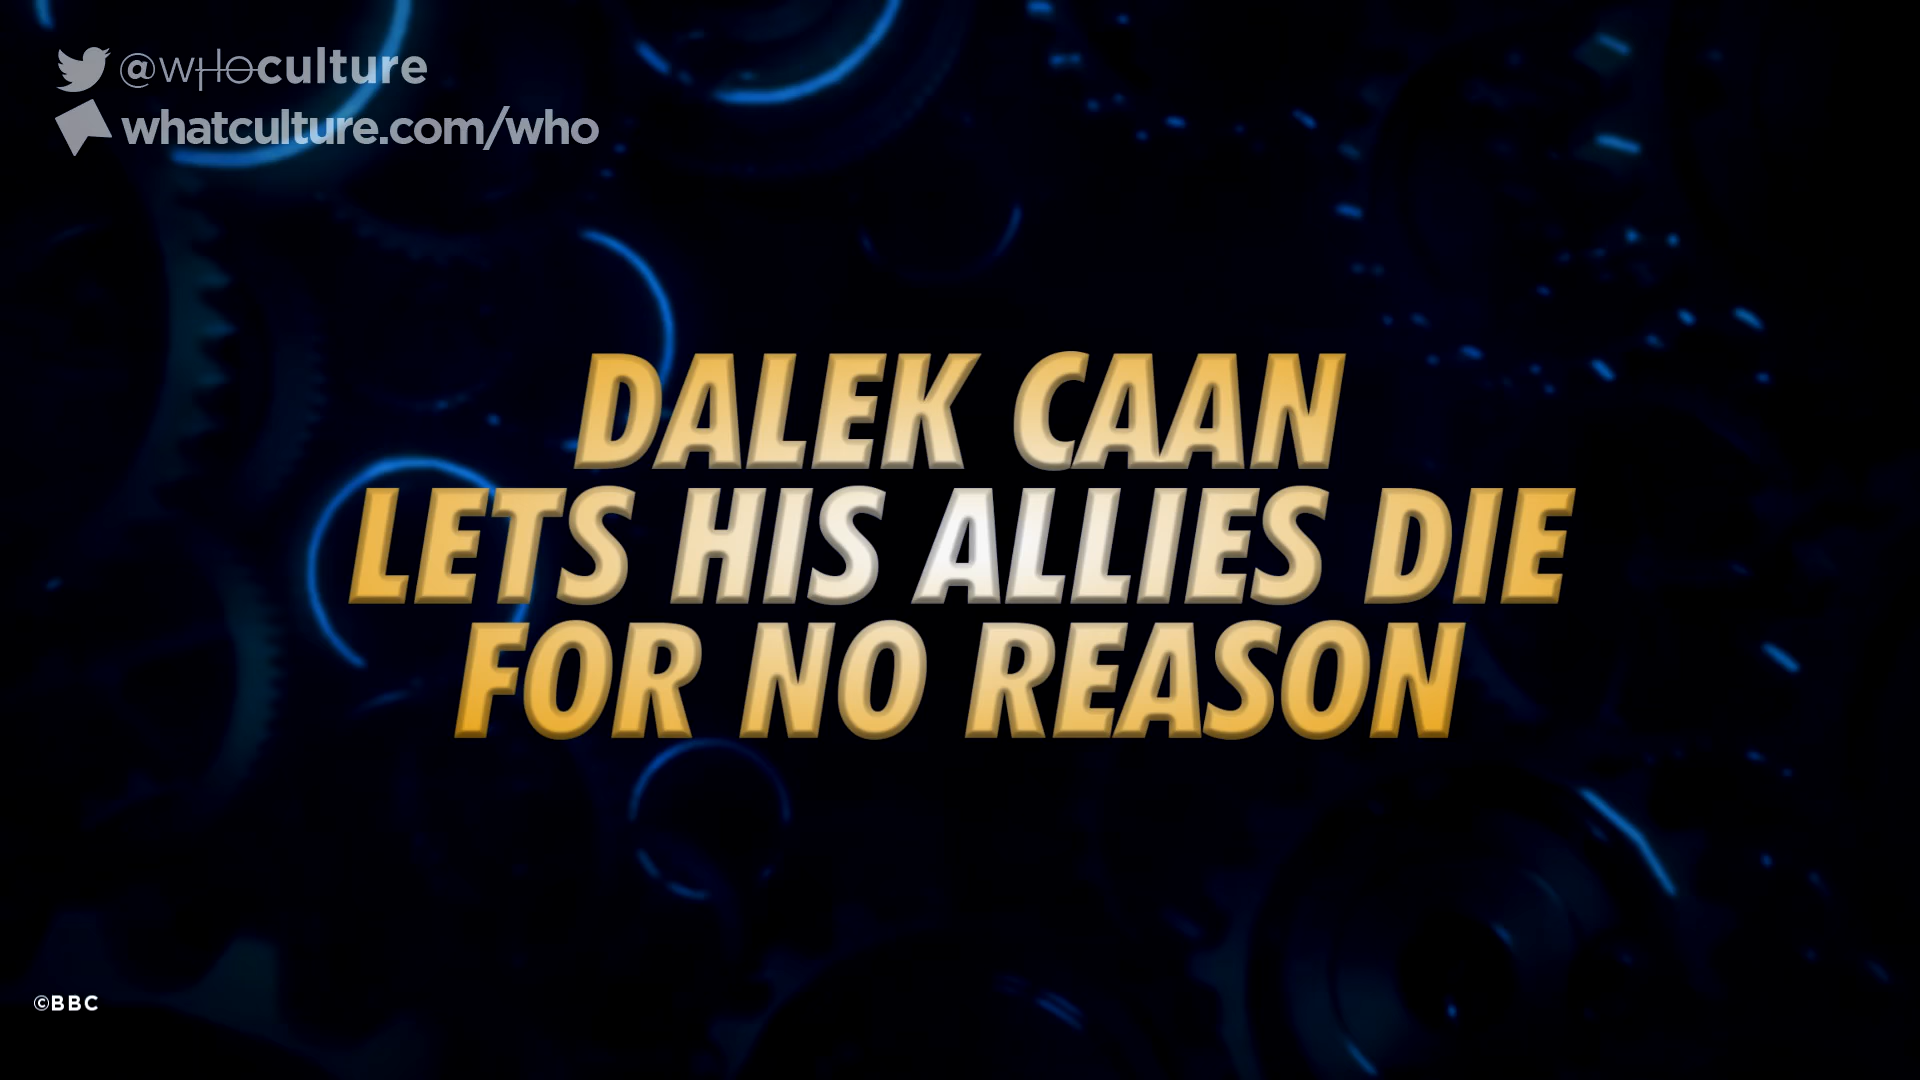 @whoculture
whatculture.com/who
DALEK CAAN
LETS HIS ALLIES DIE
FOR NO REASON
©BBC